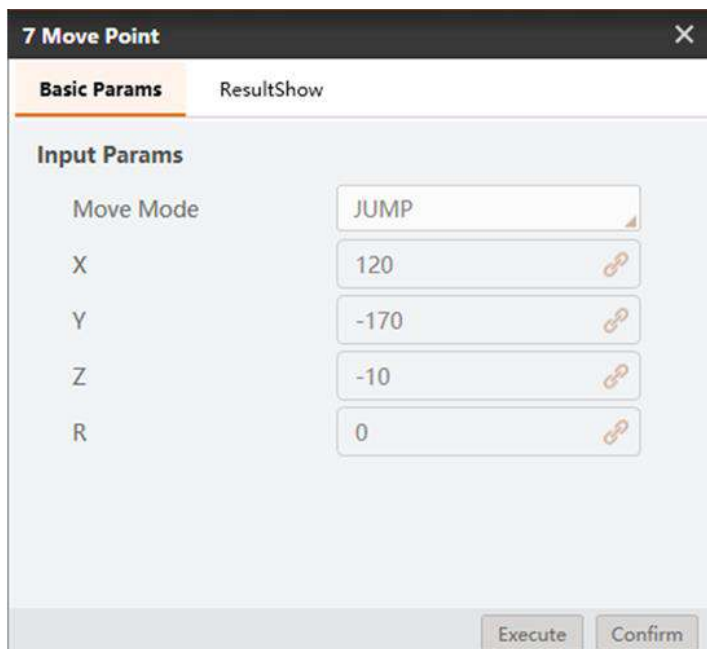 7 Move Point
Basic Params ResultShow
Input Params
Move Mode JUMP
X 120
Y -170
Z -10
R 0
Execute Confirm